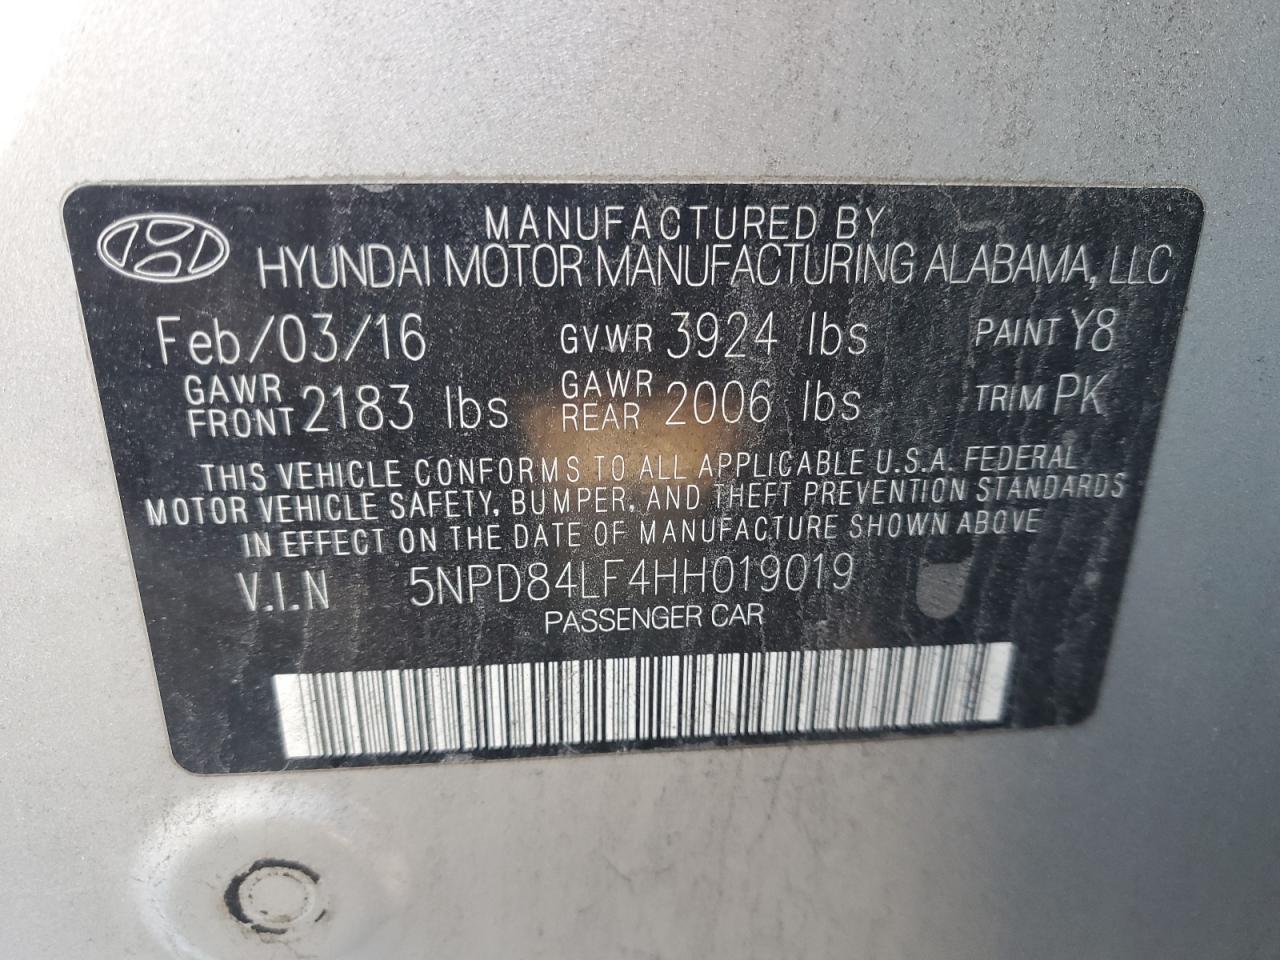 MANUFACTURED BY
HYUNDAI MOTOR MANUFACTURING ALABAMA, LLC
Feb/03/16 GVWR 3924 lbs PAINT Y8
GAWR FRONT 2183 lbs GAWR REAR 2006 lbs TRIM PK
THIS VEHICLE CONFORMS TO ALL APPLICABLE U.S.A. FEDERAL
MOTOR VEHICLE SAFETY, BUMPER, AND THEFT PREVENTION STANDARDS
IN EFFECT ON THE DATE OF MANUFACTURE SHOWN ABOVE
V.I.N 5NPD84LF4HH019019
PASSENGER CAR